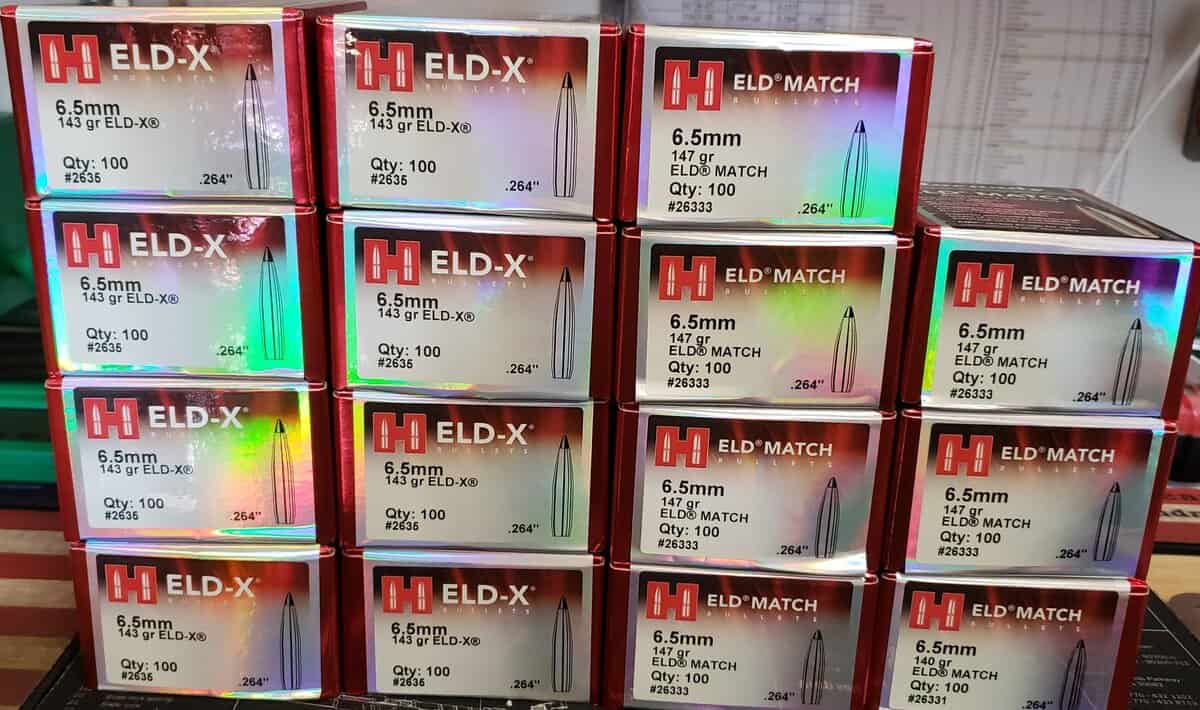 ELD-X®
BULLETS
6.5mm
143 gr ELD-X®
Qty: 100
#2635
.264"
ELD-X®
BULLETS
6.5mm
143 gr ELD-X®
Qty: 100
#2635
.264"
ELD® MATCH
BULLETS
6.5mm
147 gr
ELD® MATCH
Qty: 100
#26333
.264"
ELD-X®
BULLETS
6.5mm
143 gr ELD-X®
Qty: 100
#2635
.264"
ELD-X®
BULLETS
6.5mm
143 gr ELD-X®
Qty: 100
#2635
.264"
ELD® MATCH
BULLETS
6.5mm
147 gr
ELD® MATCH
Qty: 100
#26333
.264"
ELD® MATCH
BULLETS
6.5mm
147 gr
ELD® MATCH
Qty: 100
#26333
.264"
ELD-X®
BULLETS
6.5mm
143 gr ELD-X®
Qty: 100
#2635
.264"
ELD-X®
BULLETS
6.5mm
143 gr ELD-X®
Qty: 100
#2635
.264"
ELD® MATCH
BULLETS
6.5mm
147 gr
ELD® MATCH
Qty: 100
#26333
.264"
ELD® MATCH
BULLETS
6.5mm
147 gr
ELD® MATCH
Qty: 100
#26333
.264"
ELD-X®
BULLETS
6.5mm
143 gr ELD-X®
Qty: 100
#2635
.264"
ELD-X®
BULLETS
6.5mm
143 gr ELD-X®
Qty: 100
#2635
.264"
ELD® MATCH
BULLETS
6.5mm
147 gr
ELD® MATCH
Qty: 100
#26333
.264"
ELD® MATCH
BULLETS
6.5mm
140 gr
ELD® MATCH
Qty: 100
#26331
.264"